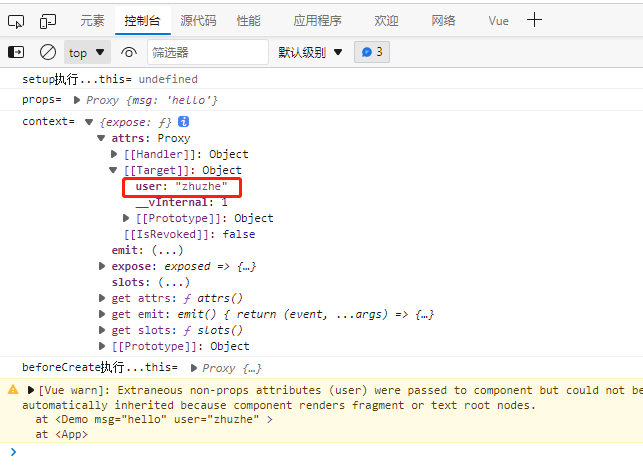 元素 控制台 源代码 性能 应用程序 欢迎 网络 Vue
top 筛选器 默认级别 3
setup执行...this= undefined
props= Proxy {msg: 'hello'}
context= {expose: ƒ} i
attrs: Proxy
[[Handler]]: Object
[[Target]]: Object
user: "zhuzhe"
__vInternal: 1
[[Prototype]]: Object
[[IsRevoked]]: false
emit: (...)
expose: exposed => {…}
slots: (...)
get attrs: ƒ attrs()
get emit: emit() { return (event, ...args) => {…}
get slots: ƒ slots()
[[Prototype]]: Object
beforeCreate执行...this= Proxy {…}
[Vue warn]: Extraneous non-props attributes (user) were passed to component but could not be
automatically inherited because component renders fragment or text root nodes.
at <Demo msg="hello" user="zhuzhe" >
at <App>